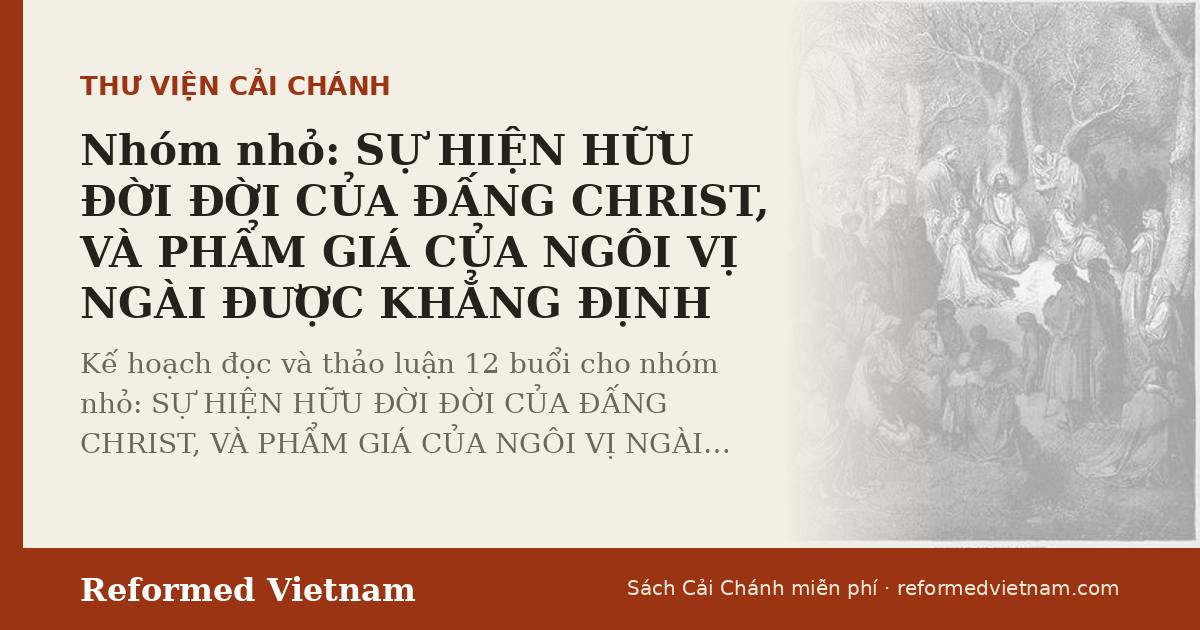 THƯ VIỆN CẢI CHÁNH
Nhóm nhỏ: SỰ HIỆN HỮU
ĐỜI ĐỜI CỦA ĐẤNG CHRIST,
VÀ PHẨM GIÁ CỦA NGÔI VỊ
NGÀI ĐƯỢC KHẲNG ĐỊNH
Kế hoạch đọc và thảo luận 12 buổi cho nhóm
nhỏ: SỰ HIỆN HỮU ĐỜI ĐỜI CỦA ĐẤNG
CHRIST, VÀ PHẨM GIÁ CỦA NGÔI VỊ NGÀI...
Reformed Vietnam
Sách Cải Chánh miễn phí · reformedvietnam.com